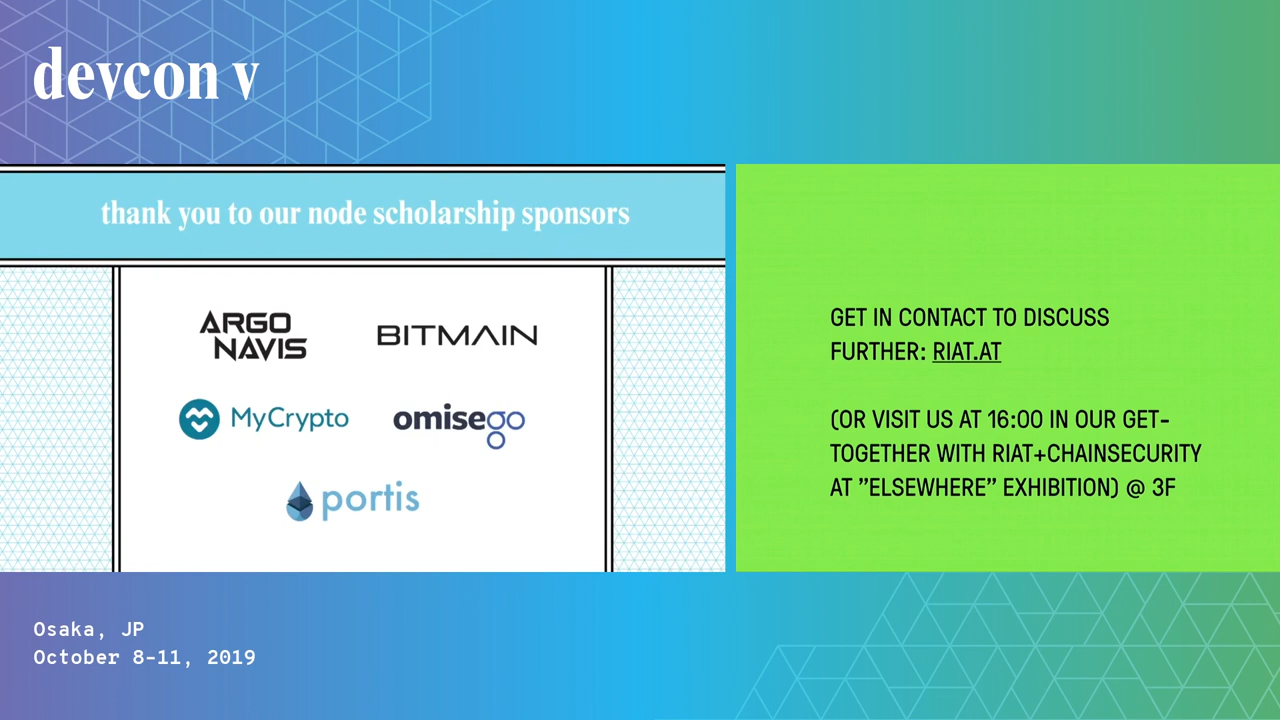 devcon v
thank you to our node scholarship sponsors
ARGO
NAVIS
BITMAIN
MyCrypto
omisego
portis
GET IN CONTACT TO DISCUSS
FURTHER: RIAT.AT
(OR VISIT US AT 16:00 IN OUR GET-
TOGETHER WITH RIAT+CHAINSECURITY
AT ”ELSEWHERE” EXHIBITION) @ 3F
Osaka, JP
October 8-11, 2019